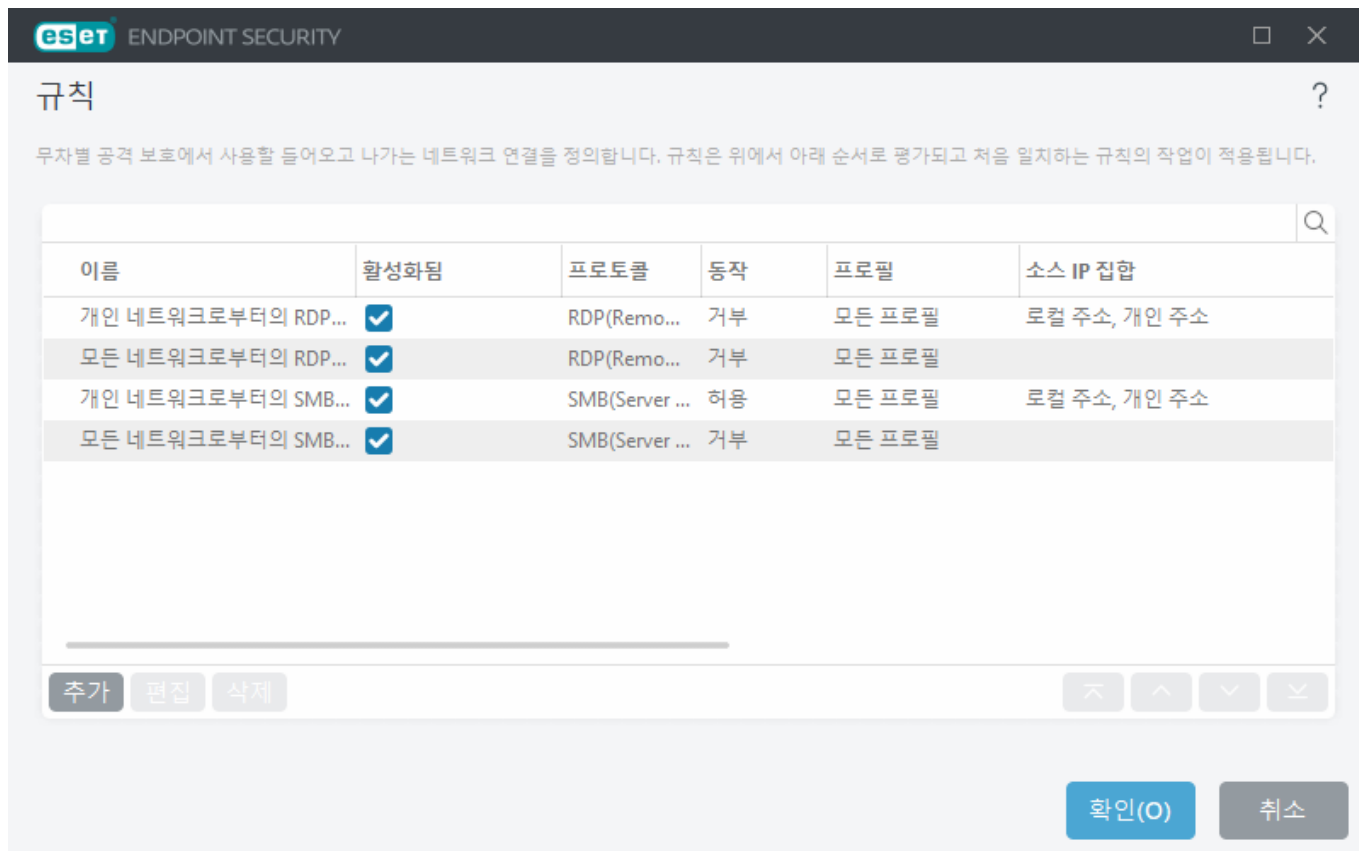 eset ENDPOINT SECURITY
규칙
?
무차별 공격 보호에서 사용할 들어오고 나가는 네트워크 연결을 정의합니다. 규칙은 위에서 아래 순서로 평가되고 처음 일치하는 규칙의 작업이 적용됩니다.
이름 활성화됨 프로토콜 동작 프로필 소스 IP 집합
개인 네트워크로부터의 RDP... RDP(Remo... 거부 모든 프로필 로컬 주소, 개인 주소
모든 네트워크로부터의 RDP... RDP(Remo... 거부 모든 프로필
개인 네트워크로부터의 SMB... SMB(Server ... 허용 모든 프로필 로컬 주소, 개인 주소
모든 네트워크로부터의 SMB... SMB(Server ... 거부 모든 프로필
추가 편집 삭제
확인(O) 취소